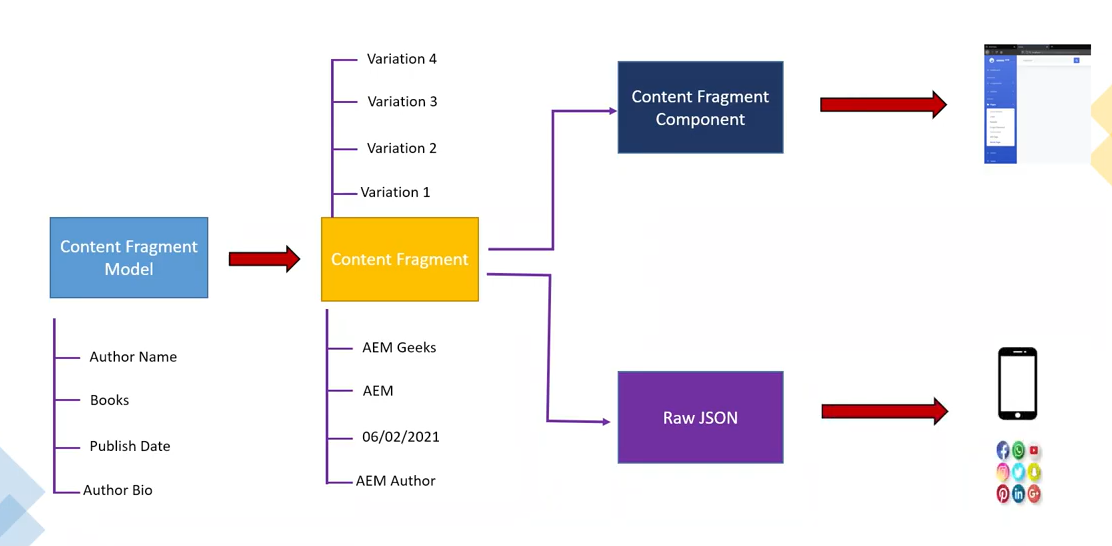 Variation 4
Variation 3
Variation 2
Variation 1
Content Fragment
Model
Author Name
Books
Publish Date
Author Bio
Content Fragment
AEM Geeks
AEM
06/02/2021
AEM Author
Content Fragment
Component
Raw JSON